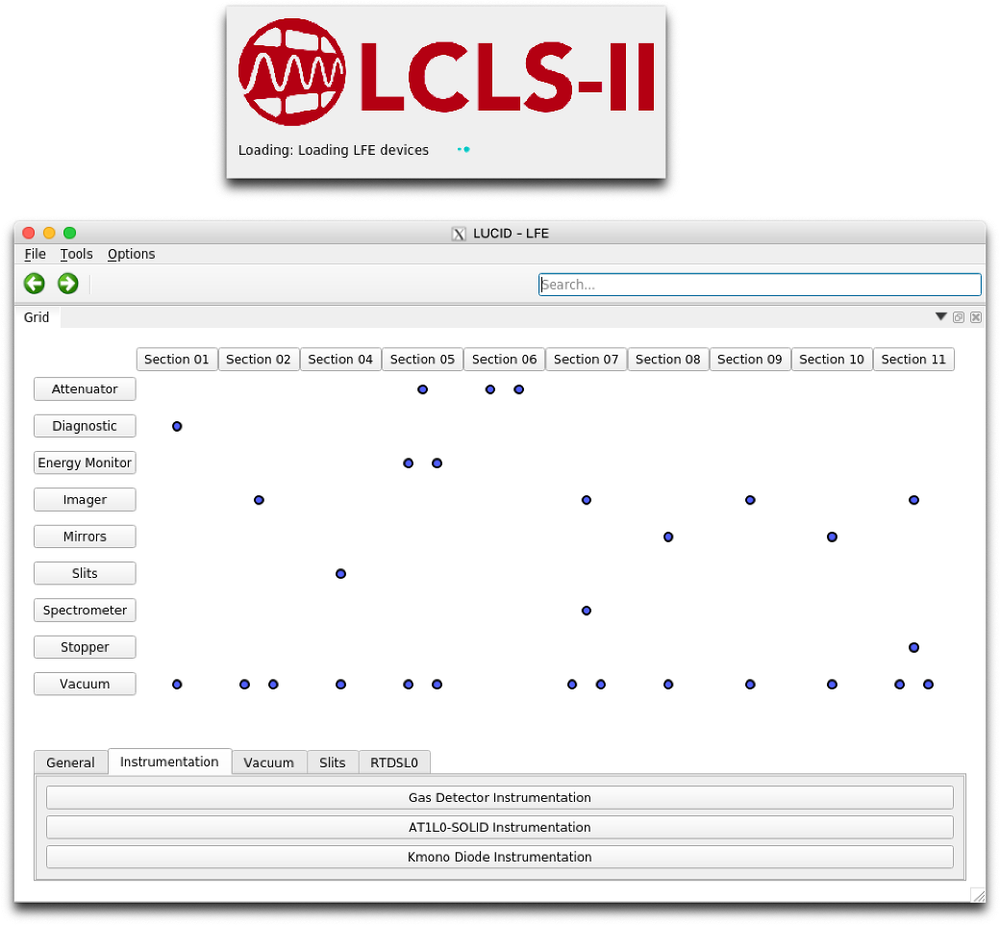 LCLS-II
Loading: Loading LFE devices
X LUCID - LFE
File Tools Options
Search...
Grid
Section 01 Section 02 Section 04 Section 05 Section 06 Section 07 Section 08 Section 09 Section 10 Section 11
Attenuator
Diagnostic
Energy Monitor
Imager
Mirrors
Slits
Spectrometer
Stopper
Vacuum
General Instrumentation Vacuum Slits RTDSL0
Gas Detector Instrumentation
AT1L0-SOLID Instrumentation
Kmono Diode Instrumentation